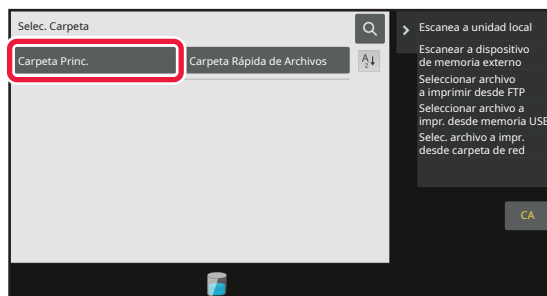 Selec. Carpeta
Carpeta Princ.
Carpeta Rápida de Archivos
A
Z
Escanea a unidad local
Escanear a dispositivo
de memoria externo
Seleccionar archivo
a imprimir desde FTP
Seleccionar archivo a
impr. desde memoria USB
Selec. archivo a impr.
desde carpeta de red
CA